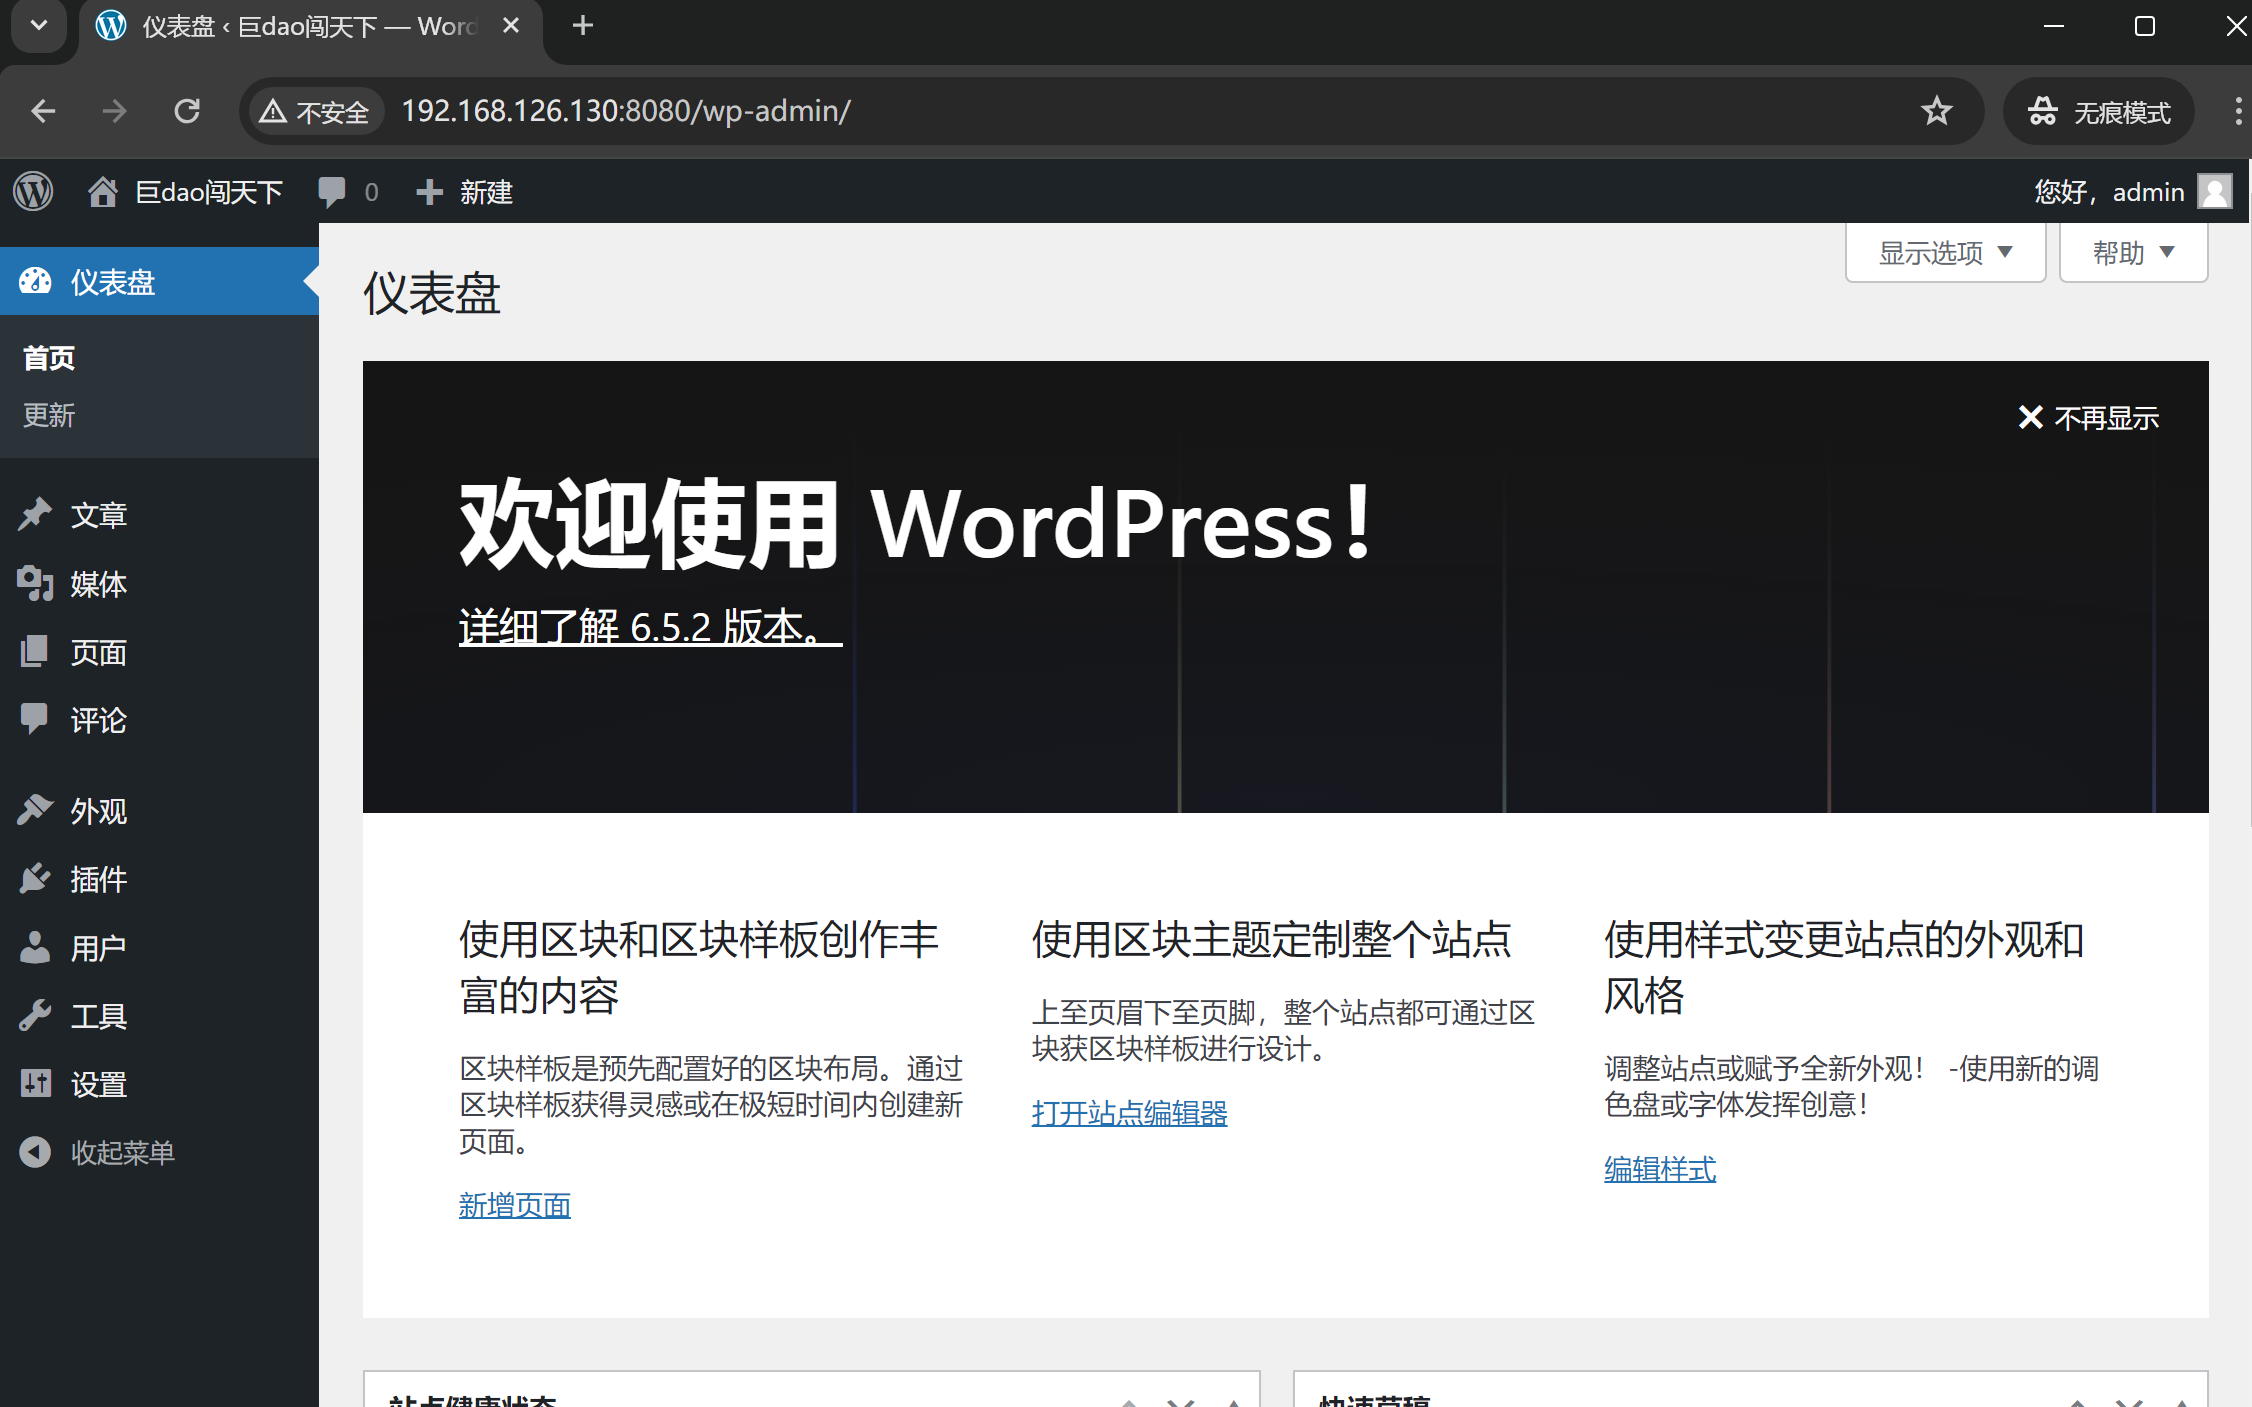 仪表盘 ‹ 巨dao闯天下 — Word
不安全 192.168.126.130:8080/wp-admin/ 无痕模式
巨dao闯天下 0 新建 您好，admin
仪表盘
首页
更新
文章
媒体
页面
评论
外观
插件
用户
工具
设置
收起菜单
显示选项 帮助
仪表盘
不再显示
欢迎使用 WordPress！
详细了解 6.5.2 版本。
使用区块和区块样板创作丰
富的内容
区块样板是预先配置好的区块布局。通过
区块样板获得灵感或在极短时间内创建新
页面。
新增页面
使用区块主题定制整个站点
上至页眉下至页脚，整个站点都可通过区
块获区块样板进行设计。
打开站点编辑器
使用样式变更站点的外观和
风格
调整站点或赋予全新外观！ -使用新的调
色盘或字体发挥创意！
编辑样式
站点健康状态
快速草稿